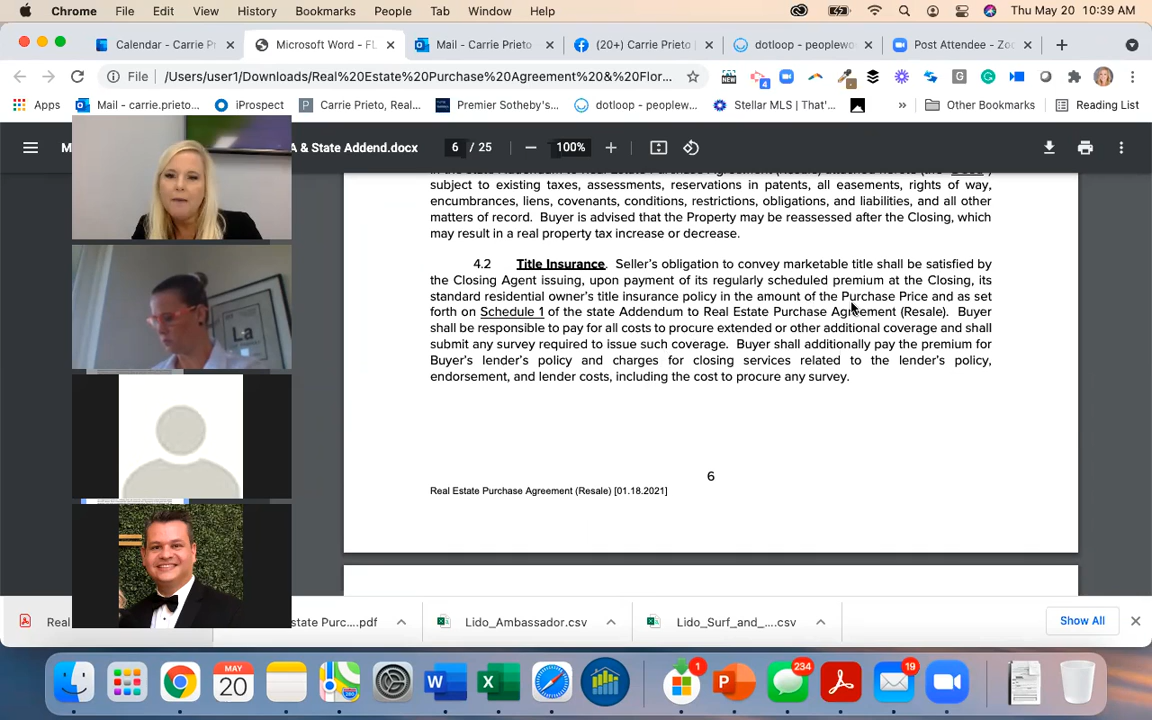 Chrome File Edit View History Bookmarks People Tab Window Help Thu May 20 10:39 AM
Calendar - Carrie Pr Microsoft Word - FL Mail - Carrie Prieto (20+) Carrie Prieto dotloop - peoplewo Post Attendee - Zoo
File /Users/user1/Downloads/Real%20Estate%20Purchase%20Agreement%20&%20Flor...
NEW 4
Apps Mail - carrie.prieto... iProspect Carrie Prieto, Real... Premier Sotheby's... dotloop - peoplew... Stellar MLS | That'... » Other Bookmarks Reading List
M A & State Addend.docx 6 / 25 100%
subject to existing taxes, assessments, reservations in patents, all easements, rights of way,
encumbrances, liens, covenants, conditions, restrictions, obligations, and liabilities, and all other
matters of record. Buyer is advised that the Property may be reassessed after the Closing, which
may result in a real property tax increase or decrease.
4.2 Title Insurance. Seller's obligation to convey marketable title shall be satisfied by
the Closing Agent issuing, upon payment of its regularly scheduled premium at the Closing, its
standard residential owner's title insurance policy in the amount of the Purchase Price and as set
forth on Schedule 1 of the state Addendum to Real Estate Purchase Agreement (Resale). Buyer
shall be responsible to pay for all costs to procure extended or other additional coverage and shall
submit any survey required to issue such coverage. Buyer shall additionally pay the premium for
Buyer's lender's policy and charges for closing services related to the lender's policy,
endorsement, and lender costs, including the cost to procure any survey.
6
Real Estate Purchase Agreement (Resale) [01.18.2021]
La
Real state Purc....pdf Lido_Ambassador.csv Lido_Surf_and_....csv Show All
MAY
20
1
234
19